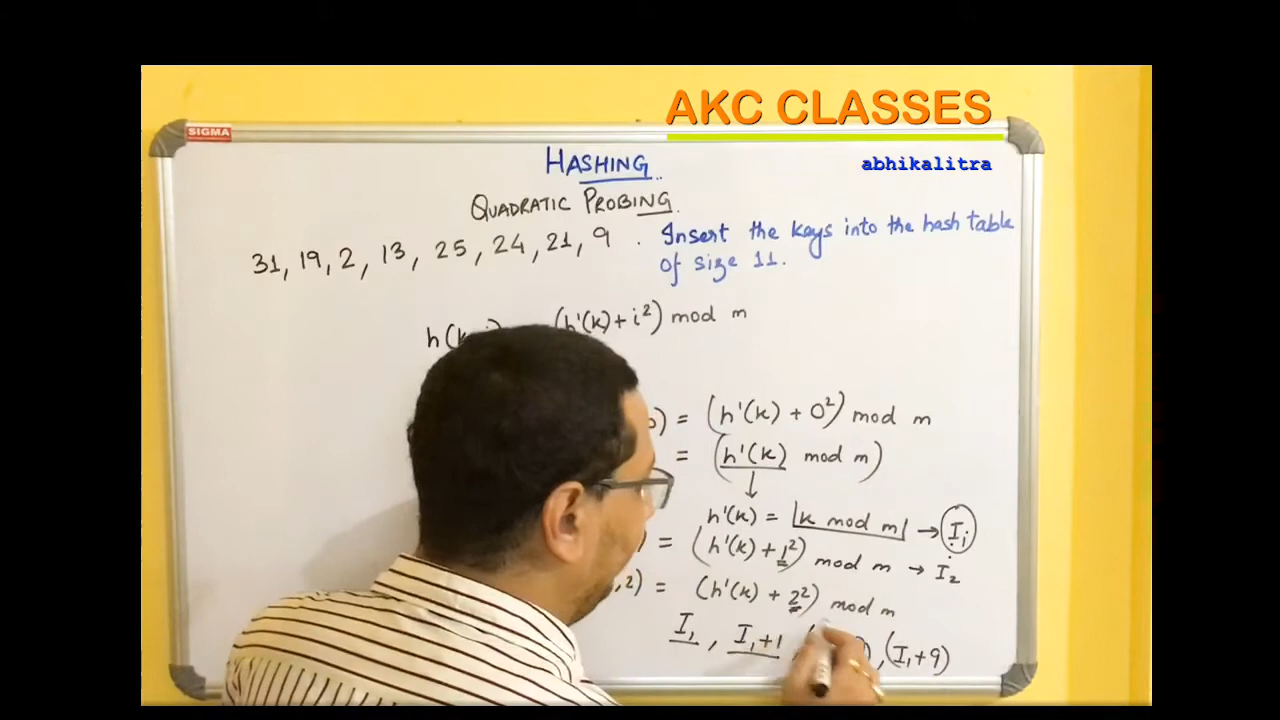 AKC CLASSES
SIGMA
abhikalitra
HASHING
QUADRATIC PROBING
31, 19, 2, 13, 25, 24, 21, 9 . Insert the keys into the hash table
of size 11.
h(k (h'(k) + i²) mod m
) = (h'(k) + 0²) mod m
= (h'(k) mod m)
h'(k) = |k mod m| → I₁
) = (h'(k) + 1²) mod m → I₂
,2) = (h'(k) + 2²) mod m
I₁, I₁+1 ), (I₁+9)